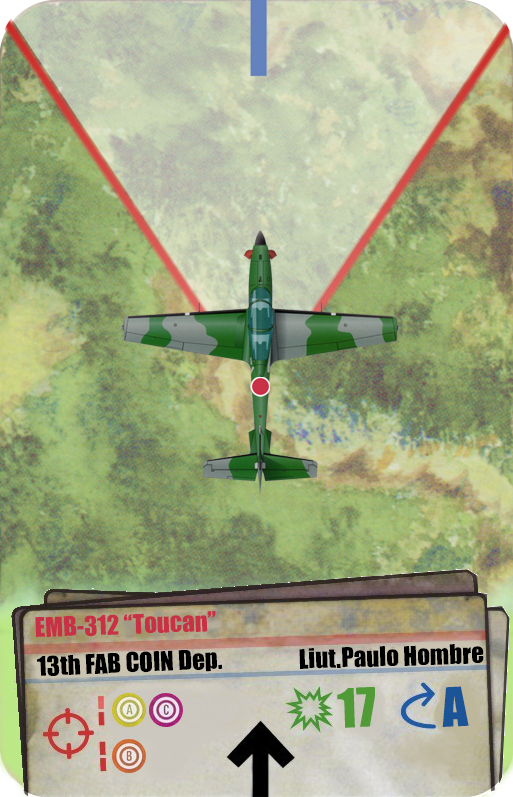 EMB-312 “Toucan”
13th FAB COIN Dep. Liut.Paulo Hombre
A C 17 A
B